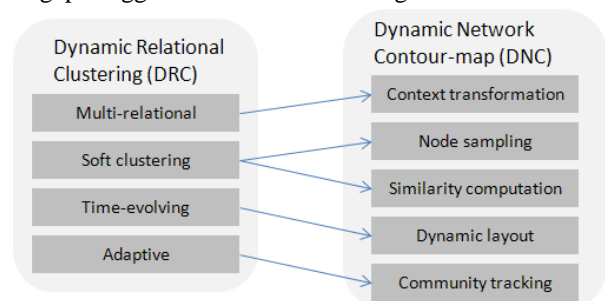 Dynamic Relational
Clustering (DRC)
Multi-relational
Soft clustering
Time-evolving
Adaptive
Dynamic Network
Contour-map (DNC)
Context transformation
Node sampling
Similarity computation
Dynamic layout
Community tracking